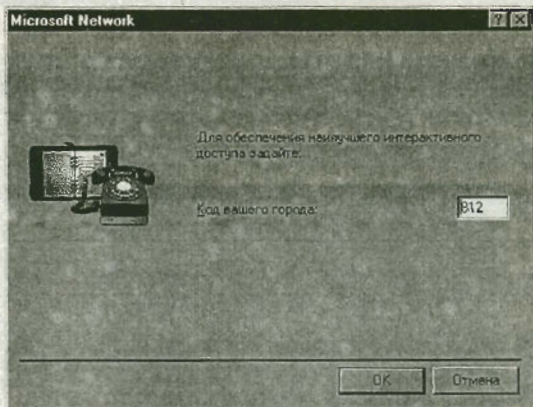 Microsoft Network
Для обеспечения наилучшего интерактивного
доступа задайте:
Код вашего города:
812
OK
Отмена